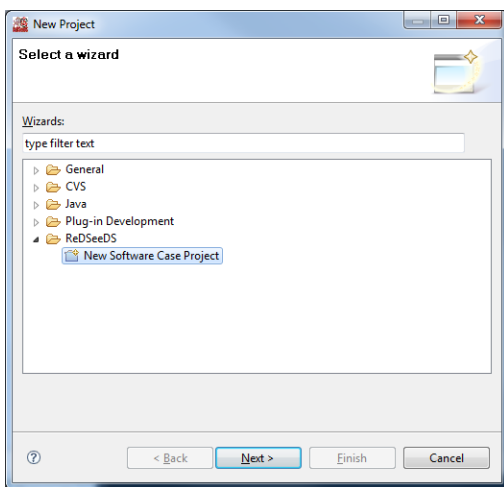 New Project
Select a wizard
Wizards:
type filter text
General
CVS
Java
Plug-in Development
ReDSeeDS
New Software Case Project
< Back Next > Finish Cancel